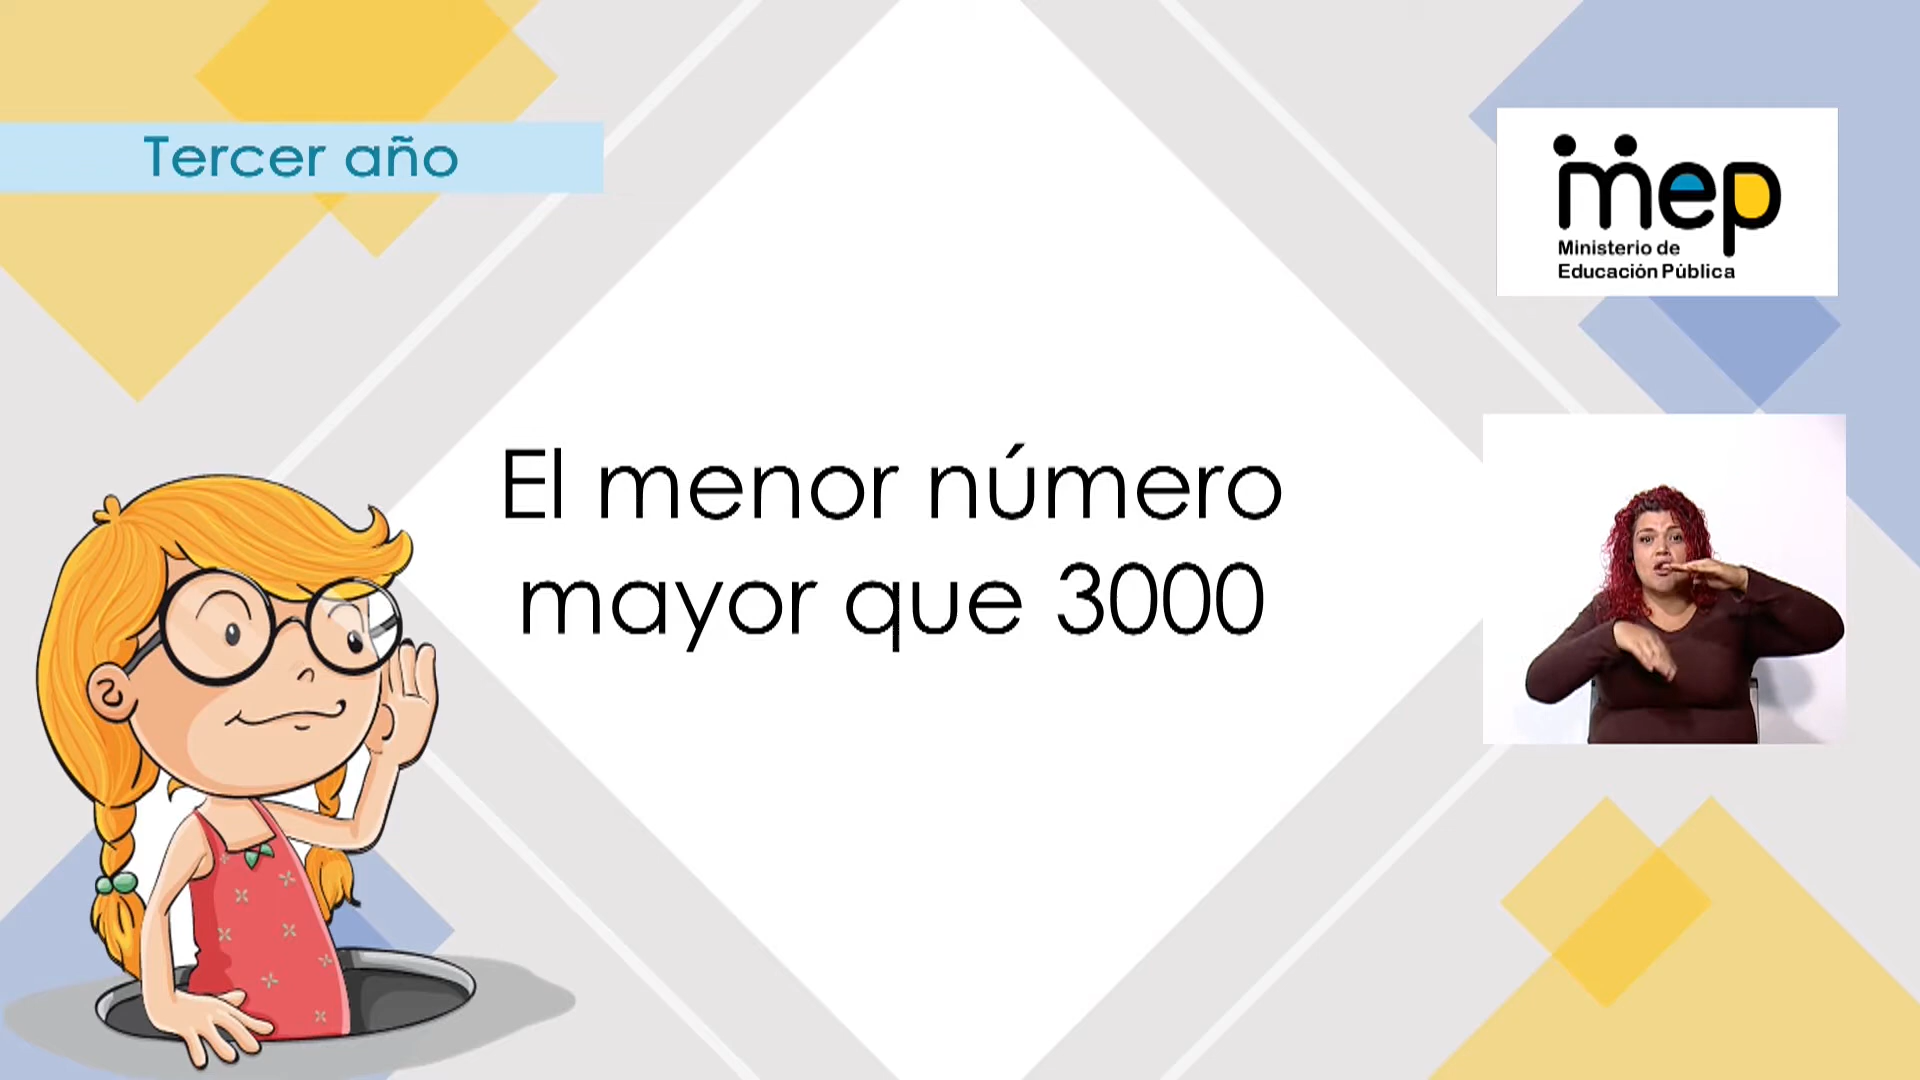 Tercer año
mep
Ministerio de
Educación Pública
El menor número
mayor que 3000